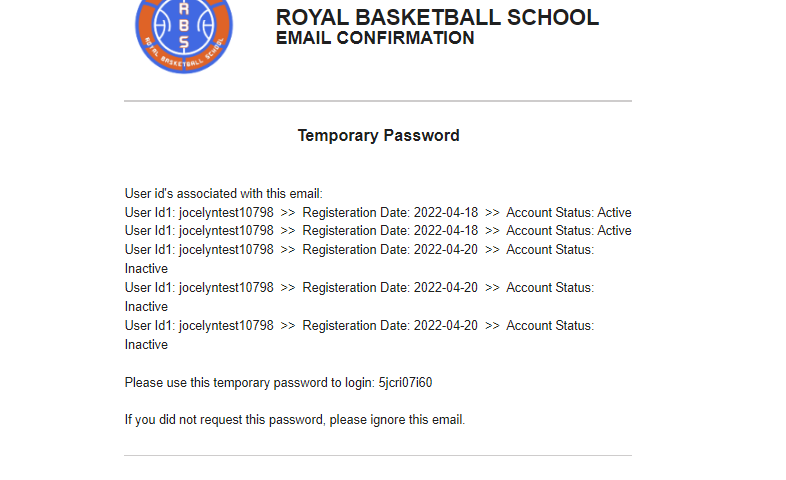 RBS
ROYAL BASKETBALL SCHOOL
ROYAL BASKETBALL SCHOOL
EMAIL CONFIRMATION
Temporary Password
User id's associated with this email:
User Id1: jocelyntest10798 >> Registeration Date: 2022-04-18 >> Account Status: Active
User Id1: jocelyntest10798 >> Registeration Date: 2022-04-18 >> Account Status: Active
User Id1: jocelyntest10798 >> Registeration Date: 2022-04-20 >> Account Status:
Inactive
User Id1: jocelyntest10798 >> Registeration Date: 2022-04-20 >> Account Status:
Inactive
User Id1: jocelyntest10798 >> Registeration Date: 2022-04-20 >> Account Status:
Inactive
Please use this temporary password to login: 5jcri07i60
If you did not request this password, please ignore this email.